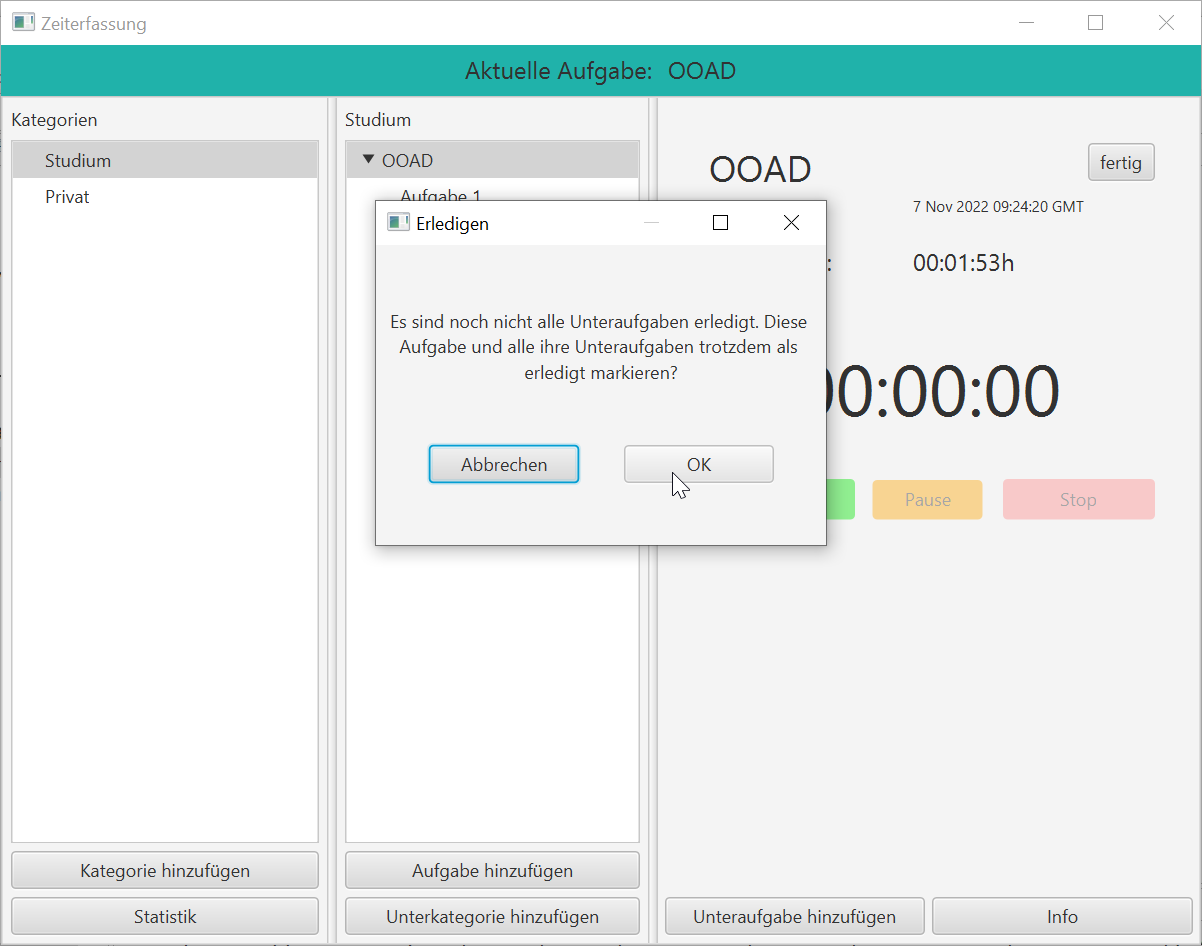 Zeiterfassung
Aktuelle Aufgabe: OOAD
Kategorien
Studium
Privat
Kategorie hinzufügen
Statistik
Studium
OOAD
Aufgabe 1
Aufgabe hinzufügen
Unterkategorie hinzufügen
OOAD
fertig
7 Nov 2022 09:24:20 GMT
: 00:01:53h
00:00:00
Pause
Stop
Unteraufgabe hinzufügen
Info
Erledigen
Es sind noch nicht alle Unteraufgaben erledigt. Diese
Aufgabe und alle ihre Unteraufgaben trotzdem als
erledigt markieren?
Abbrechen
OK